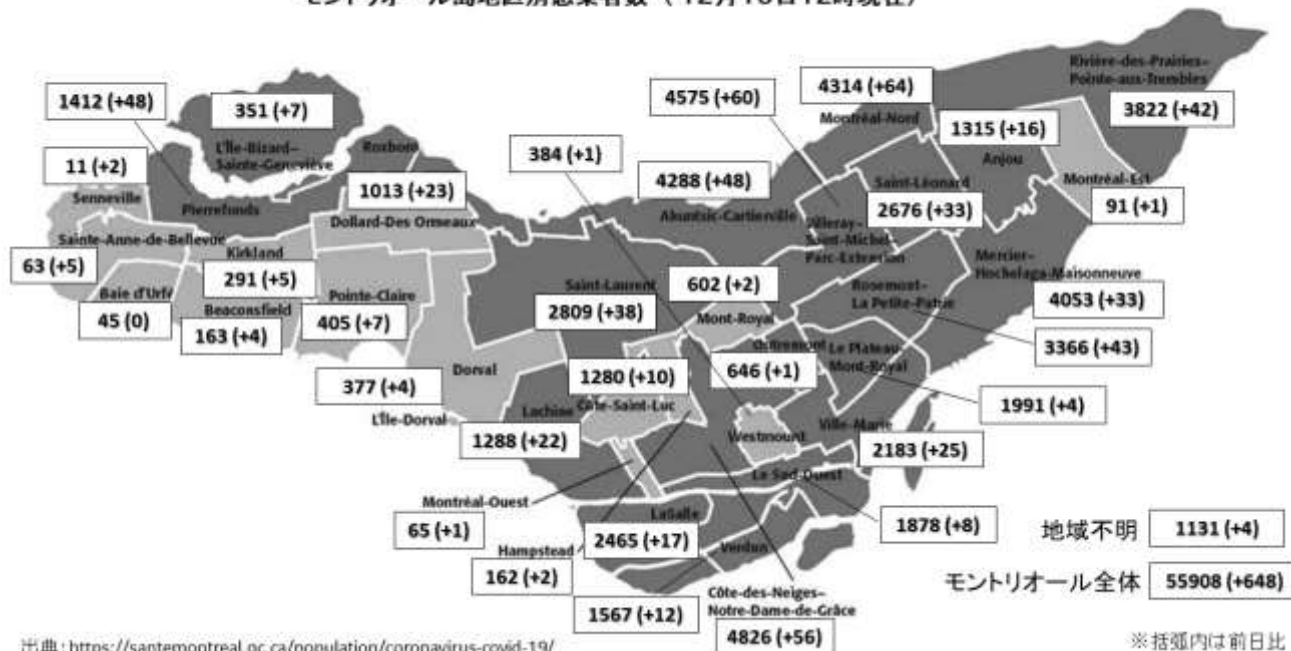 モントリオール島地区別感染者数 ( 12月16日12時現在)
Rivière-des-Prairies–
Pointe-aux-Trembles
3822 (+42)
4314 (+64)
Montréal-Nord
4575 (+60)
1412 (+48)
351 (+7)
L'Île-Bizard–
Sainte-Geneviève
Roxboro
1315 (+16)
Anjou
384 (+1)
11 (+2)
Senneville
1013 (+23)
4288 (+48)
Saint-Léonard
2676 (+33)
Montréal-Est
91 (+1)
Pierrefonds
Dollard-Des Ormeaux
Ahuntsic-Cartierville
Villeray–
Saint-Michel–
Parc-Extension
Sainte-Anne-de-Bellevue
63 (+5)
Kirkland
291 (+5)
Mercier–
Hochelaga-Maisonneuve
4053 (+33)
Baie d'Urfé
45 (0)
Beaconsfield
163 (+4)
Pointe-Claire
405 (+7)
Saint-Laurent
2809 (+38)
602 (+2)
Mont-Royal
Rosemont–
La Petite-Patrie
3366 (+43)
Outremont
646 (+1)
Le Plateau-
Mont-Royal
1991 (+4)
377 (+4)
L'Île-Dorval
Dorval
1280 (+10)
Côte-Saint-Luc
Lachine
1288 (+22)
Westmount
Ville-Marie
2183 (+25)
Le Sud-Ouest
1878 (+8)
Montréal-Ouest
65 (+1)
LaSalle
2465 (+17)
Hampstead
162 (+2)
Verdun
1567 (+12)
Côte-des-Neiges–
Notre-Dame-de-Grâce
4826 (+56)
地域不明 1131 (+4)
モントリオール全体 55908 (+648)
出典：https://santemontreal.qc.ca/population/coronavirus-covid-19/
※括弧内は前日比